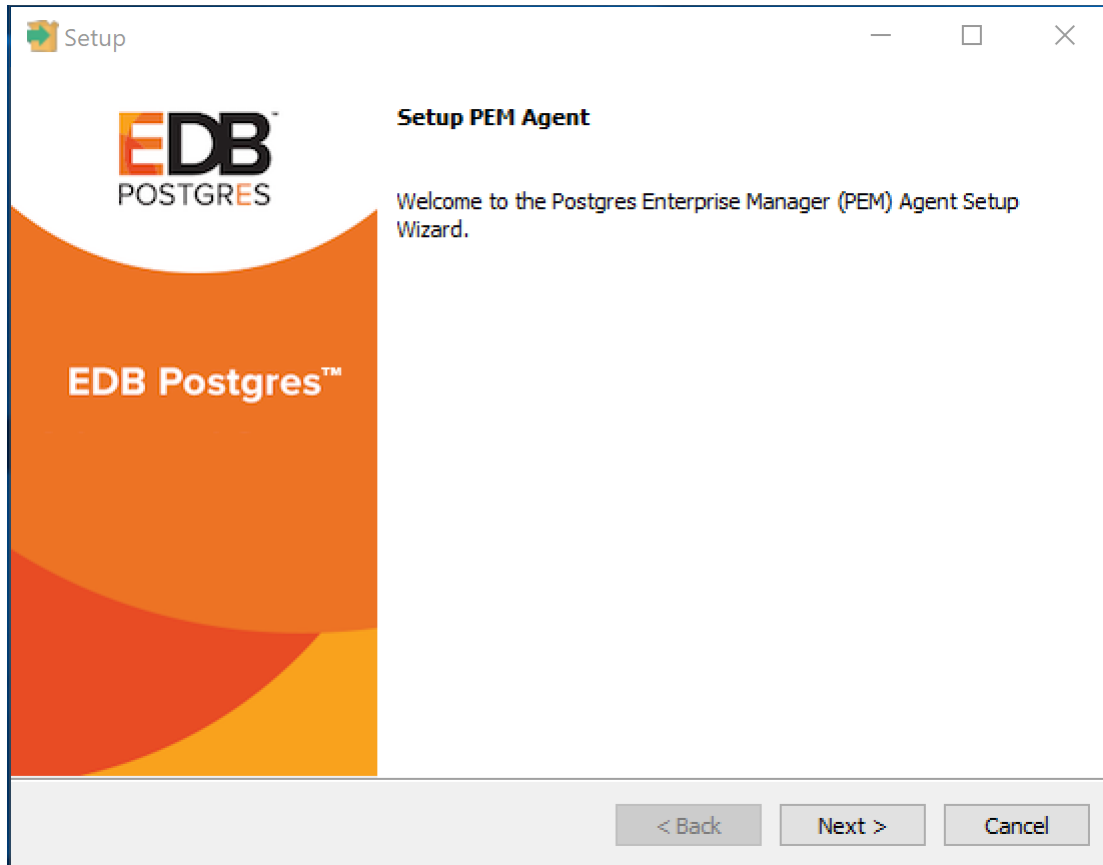 Setup
EDB™
POSTGRES
EDB Postgres™
Setup PEM Agent
Welcome to the Postgres Enterprise Manager (PEM) Agent Setup
Wizard.
< Back
Next >
Cancel